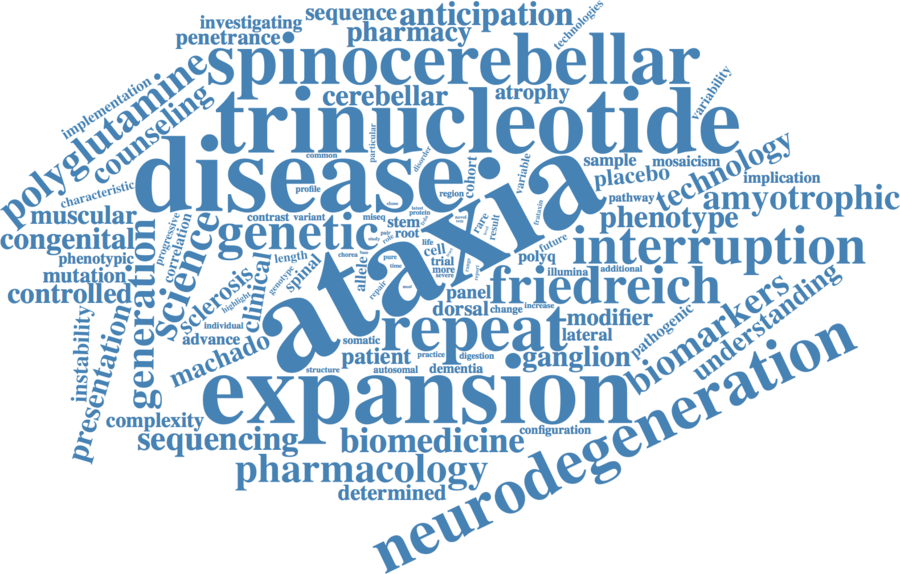 technologies
sequence anticipation
investigating
pharmacy
penetrance
spinocerebellar
variability
implementation
polyglutamine
counseling
cerebellar
atrophy
trinucleotide
particular
disorder
common
disease
cohort
variable
sample
mosaicism
technology
placebo
implication
characteristic
profile
region
pathway
amyotrophic
muscular
progressive
correlation
science
contrast
variant
miseq
protein
stem
root
rare
result
frataxin
phenotype
congenital
generation
genetic
ataxia
interruption
phenotypic
length
genotype
spinal
chorea
allele
life
cell
trial
more
severe
polyq
future
mutation
sclerosis
clinical
pure
time
repair
illumina
additional
controlled
highlight
panel
friedreich
instability
presentation
individual
dorsal
change
increase
modifier
understanding
advance
machado
somatic
repeat
lateral
pathogenic
biomarkers
patient
practice
digestion
ganglion
structure
autosomal
dementia
expansion
neurodegeneration
complexity
sequencing
biomedicine
configuration
pharmacology
determined